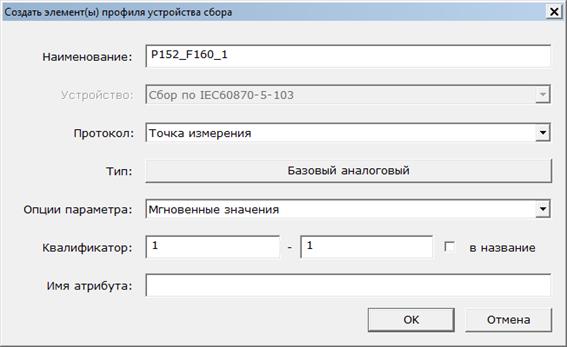 Создать элемент(ы) профиля устройства сбора
Наименование: P152_F160_1
Устройство: Сбор по IEC60870-5-103
Протокол: Точка измерения
Тип: Базовый аналоговый
Опции параметра: Мгновенные значения
Квалификатор: 1 - 1 в название
Имя атрибута:
OK Отмена